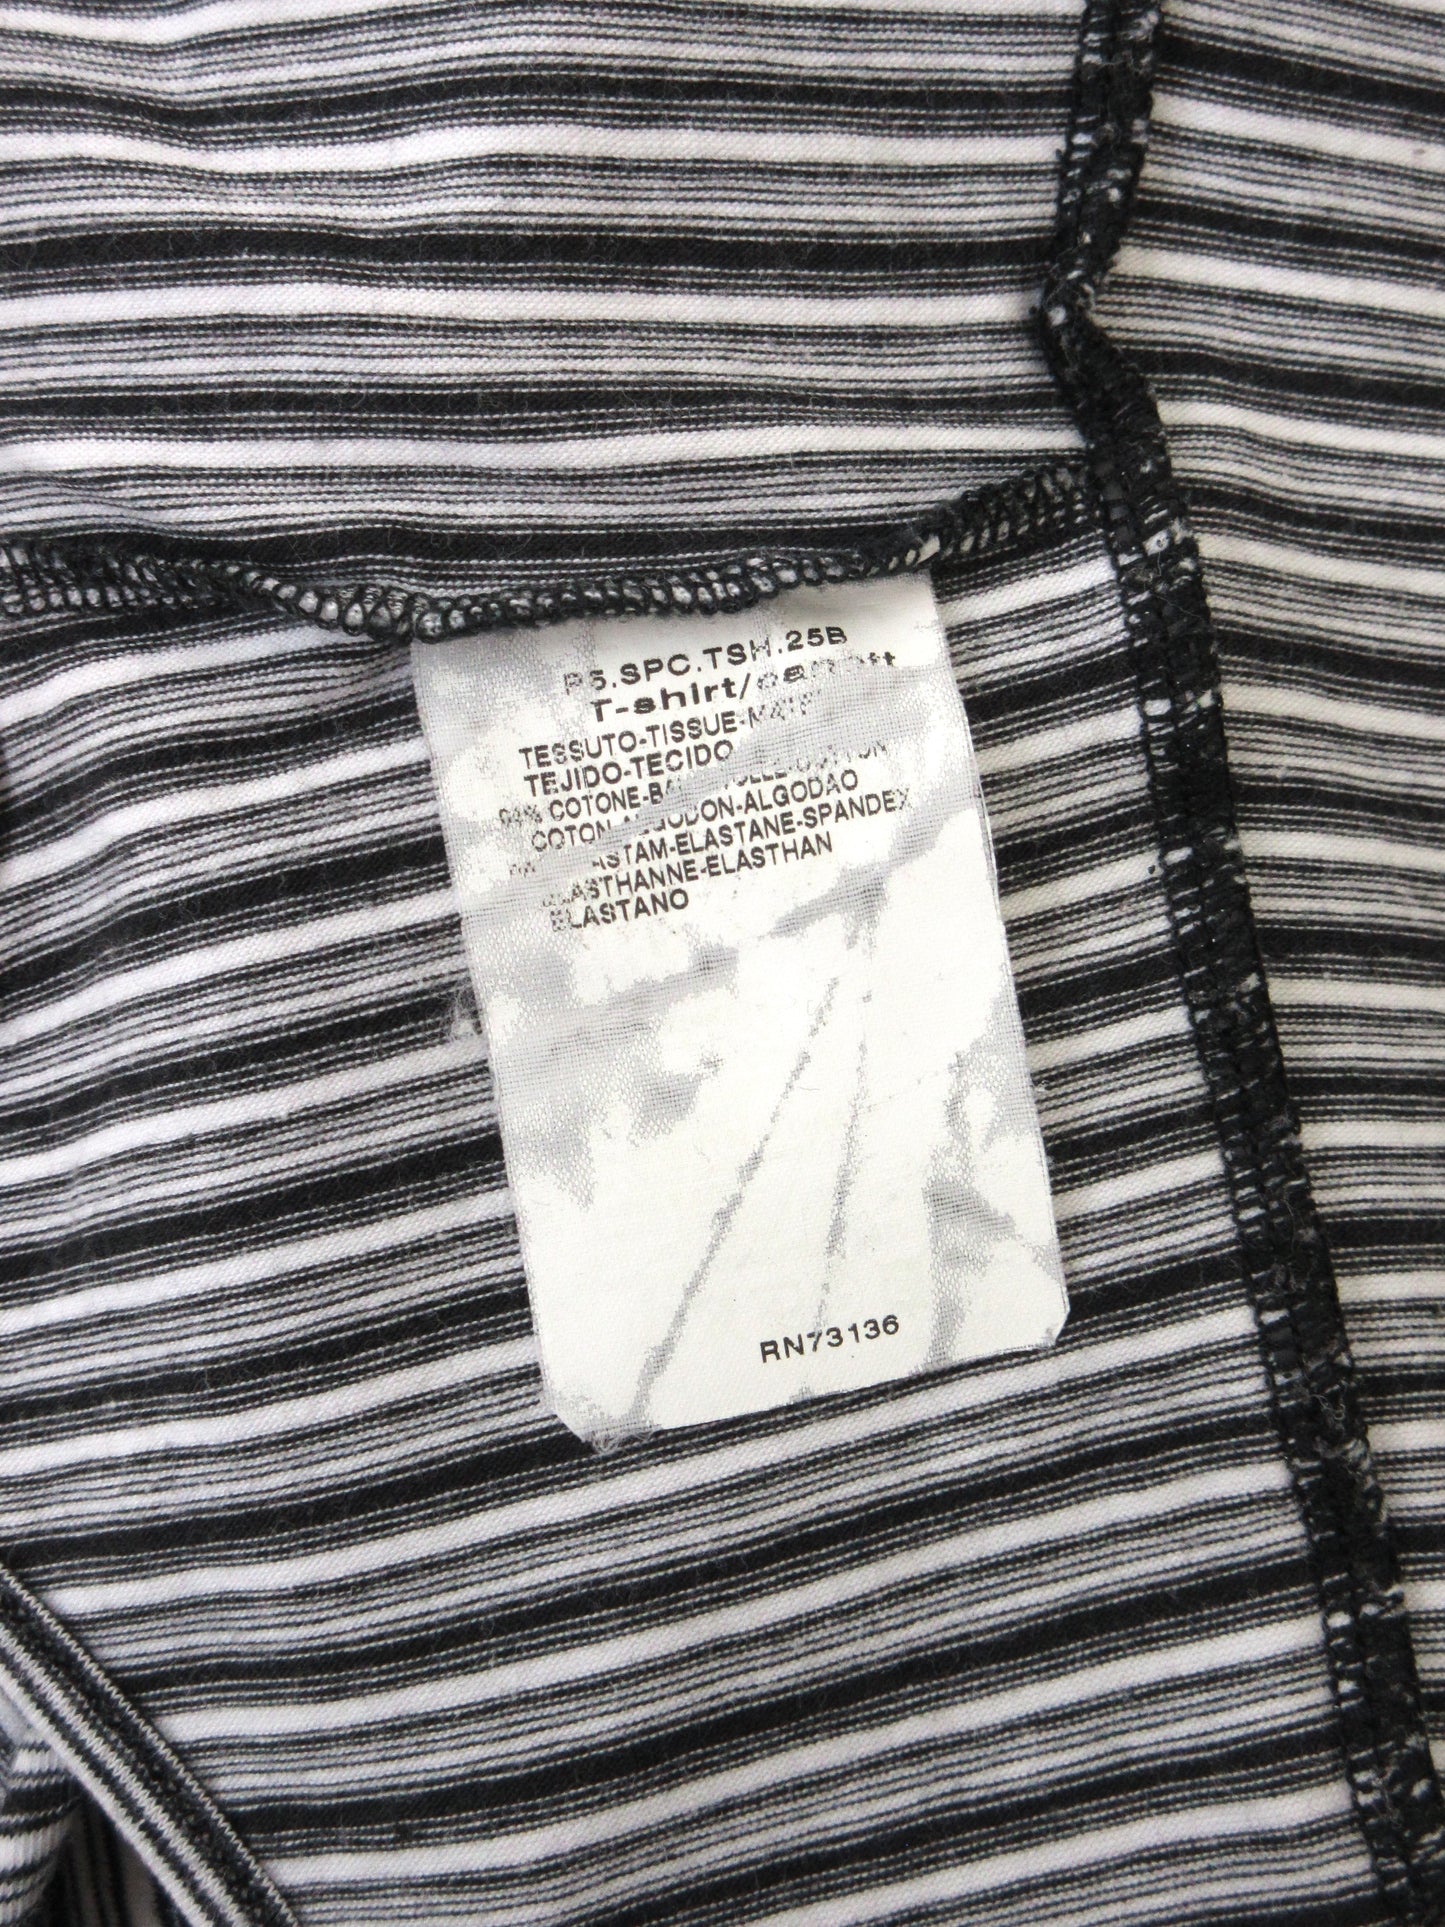 P5.SPC.TSH.25B
T-shirt/
TESSUTO-TISSUE-
TEJIDO-TECIDO
COTONE-
COTON-ALGODON-ALGODAO
ELASTAM-ELASTANE-SPANDEX
ELASTHANNE-ELASTHAN
ELASTANO
RN73136